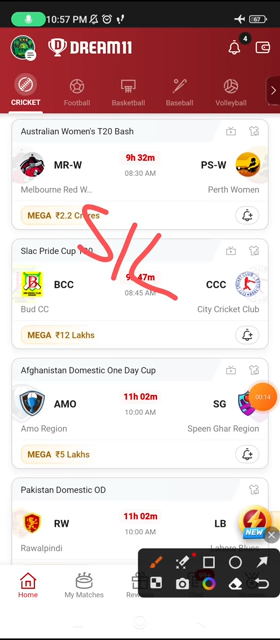 10:57 PM 67
DREAM11 4
CRICKET Football Basketball Baseball Volleyball
Australian Women's T20 Bash
MR-W 9h 32m PS-W
08:30 AM
Melbourne Red W... Perth Women
MEGA ₹2.2 Crores
Slac Pride Cup T20
BCC 9h 47m CCC
08:45 AM
Bud CC City Cricket Club
MEGA ₹12 Lakhs
S/L
Afghanistan Domestic One Day Cup
AMO 11h 02m SG
00:14
10:00 AM
Amo Region Speen Ghar Region
MEGA ₹5 Lakhs
Pakistan Domestic OD
RW 11h 02m LB
10:00 AM
NEW
Rawalpindi Lahore Blues
Home My Matches